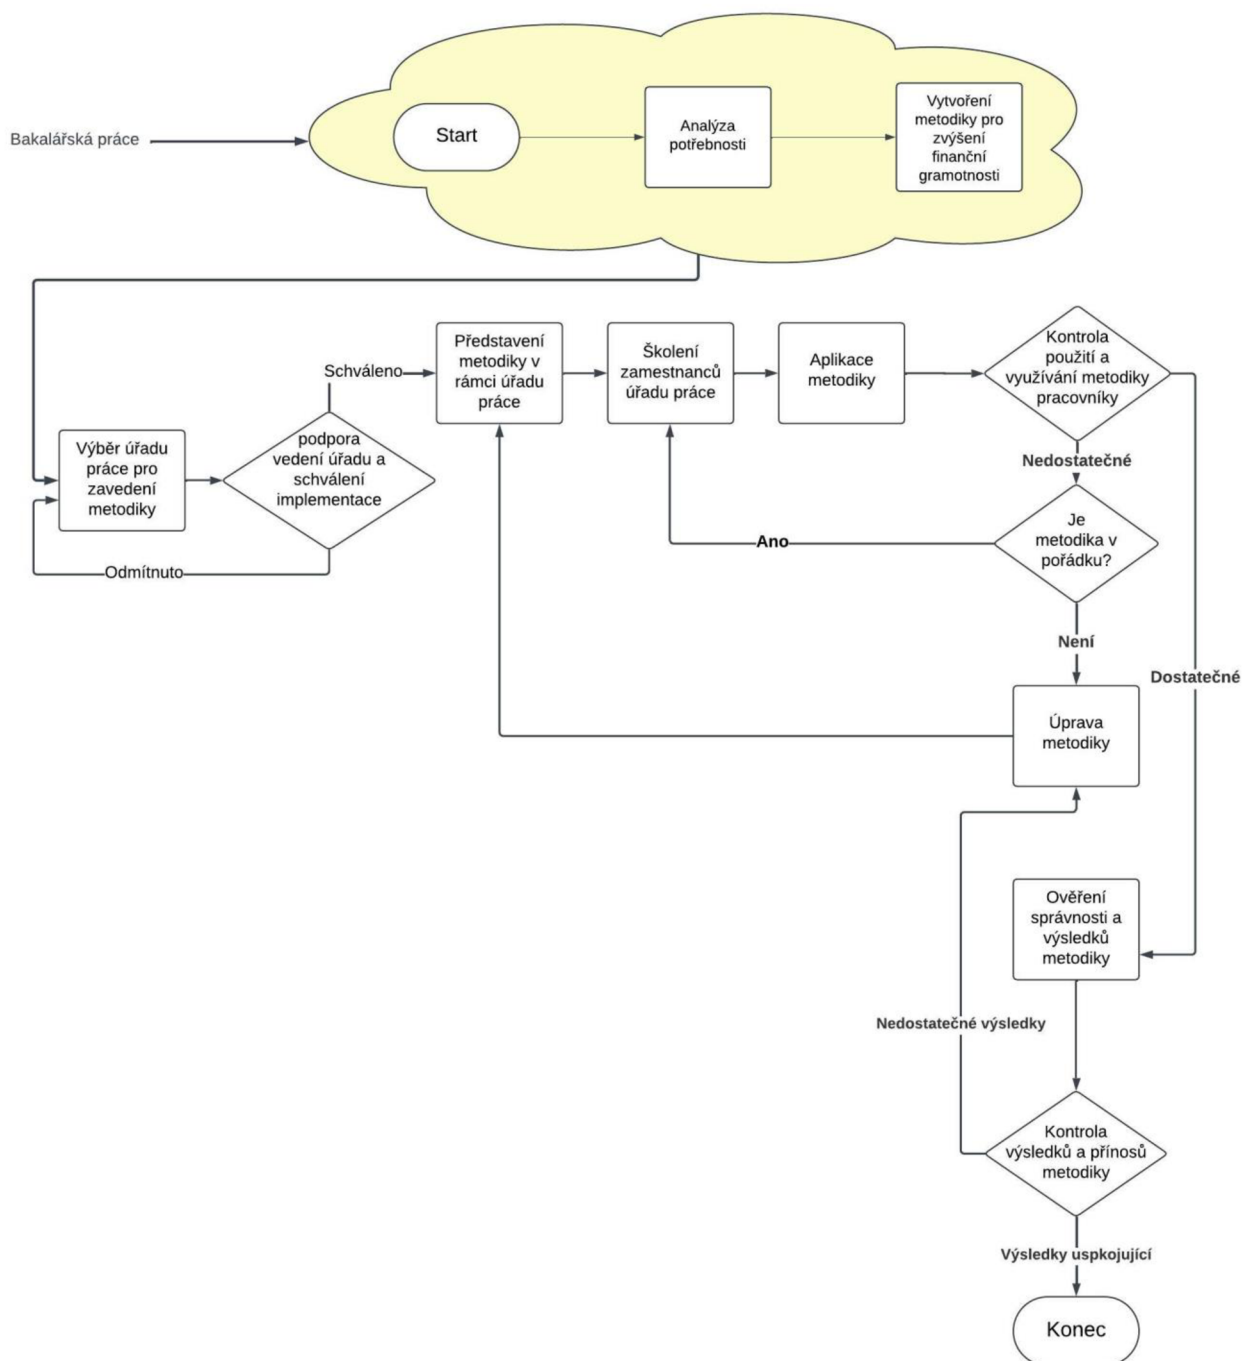 Bakalářská práce
Start
Analýza
potřebnosti
Vytvoření
metodiky pro
zvýšení
finanční
gramotnosti
Výběr úřadu
práce pro
zavedení
metodiky
podpora
vedení úřadu a
schválení
implementace
Schváleno
Odmítnuto
Představení
metodiky v
rámci úřadu
práce
Školení
zamestnanců
úřadu práce
Aplikace
metodiky
Kontrola
použití a
využívání metodiky
pracovníky
Nedostatečné
Je
metodika v
pořádku?
Ano
Není
Dostatečné
Úprava
metodiky
Ověření
správnosti a
výsledků
metodiky
Nedostatečné výsledky
Kontrola
výsledků a přínosů
metodiky
Výsledky uspkojující
Konec